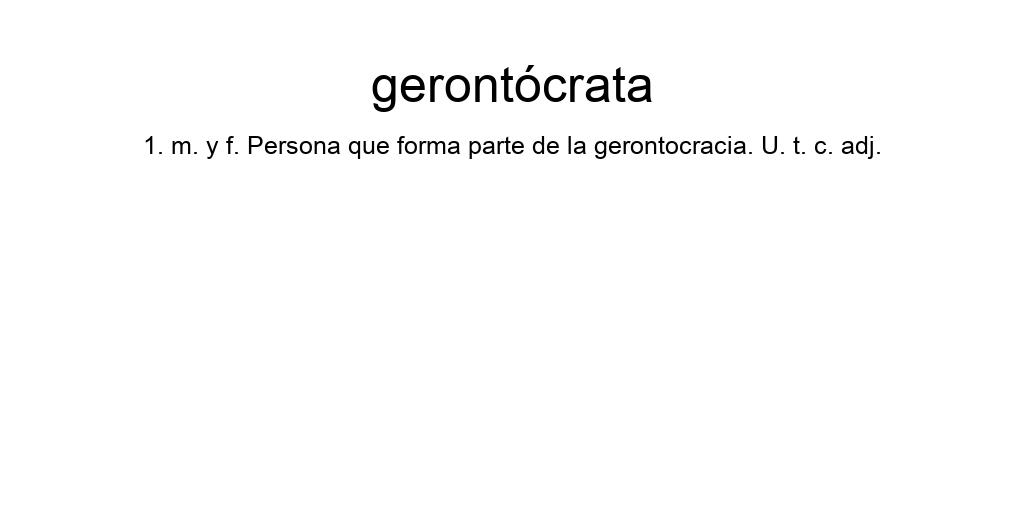 gerontócrata
1. m. y f. Persona que forma parte de la gerontocracia. U. t. c. adj.